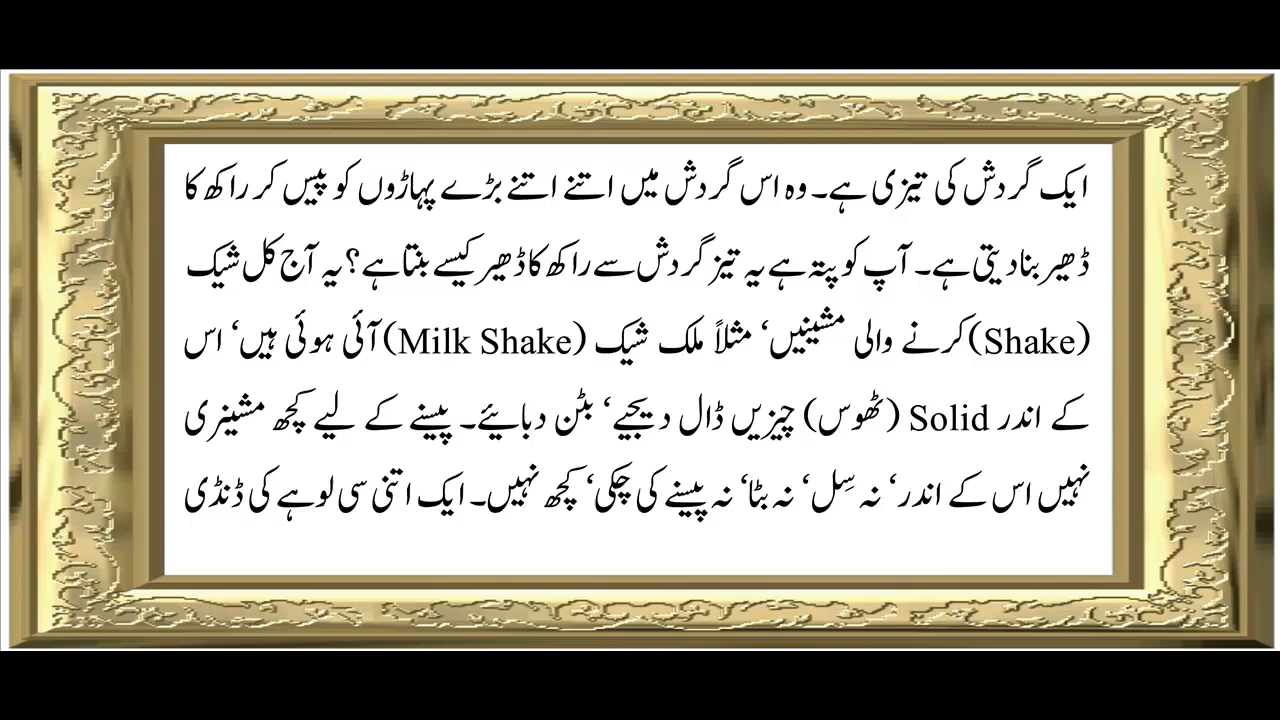 ایک گردش کی تیزی ہے۔ وہ اس گردش میں اتنے اتنے بڑے پہاڑوں کو پیس کر راکھ کا
ڈھیر بنا دیتی ہے۔ آپ کو پتہ ہے یہ تیز گردش سے راکھ کا ڈھیر کیسے بنتا ہے؟ یہ آج کل شیک
(Shake) کرنے والی مشینیں‘ مثلاً ملک شیک (Milk Shake) آئی ہوئی ہیں‘ اس
کے اندر Solid (ٹھوس) چیزیں ڈال دیجیے‘ بٹن دبائیے۔ پیسنے کے لیے کچھ مشینری
نہیں اس کے اندر‘ نہ سِل‘ نہ بٹا‘ نہ پیسنے کی چکی‘ کچھ نہیں۔ ایک اتنی سی لوہے کی ڈنڈی